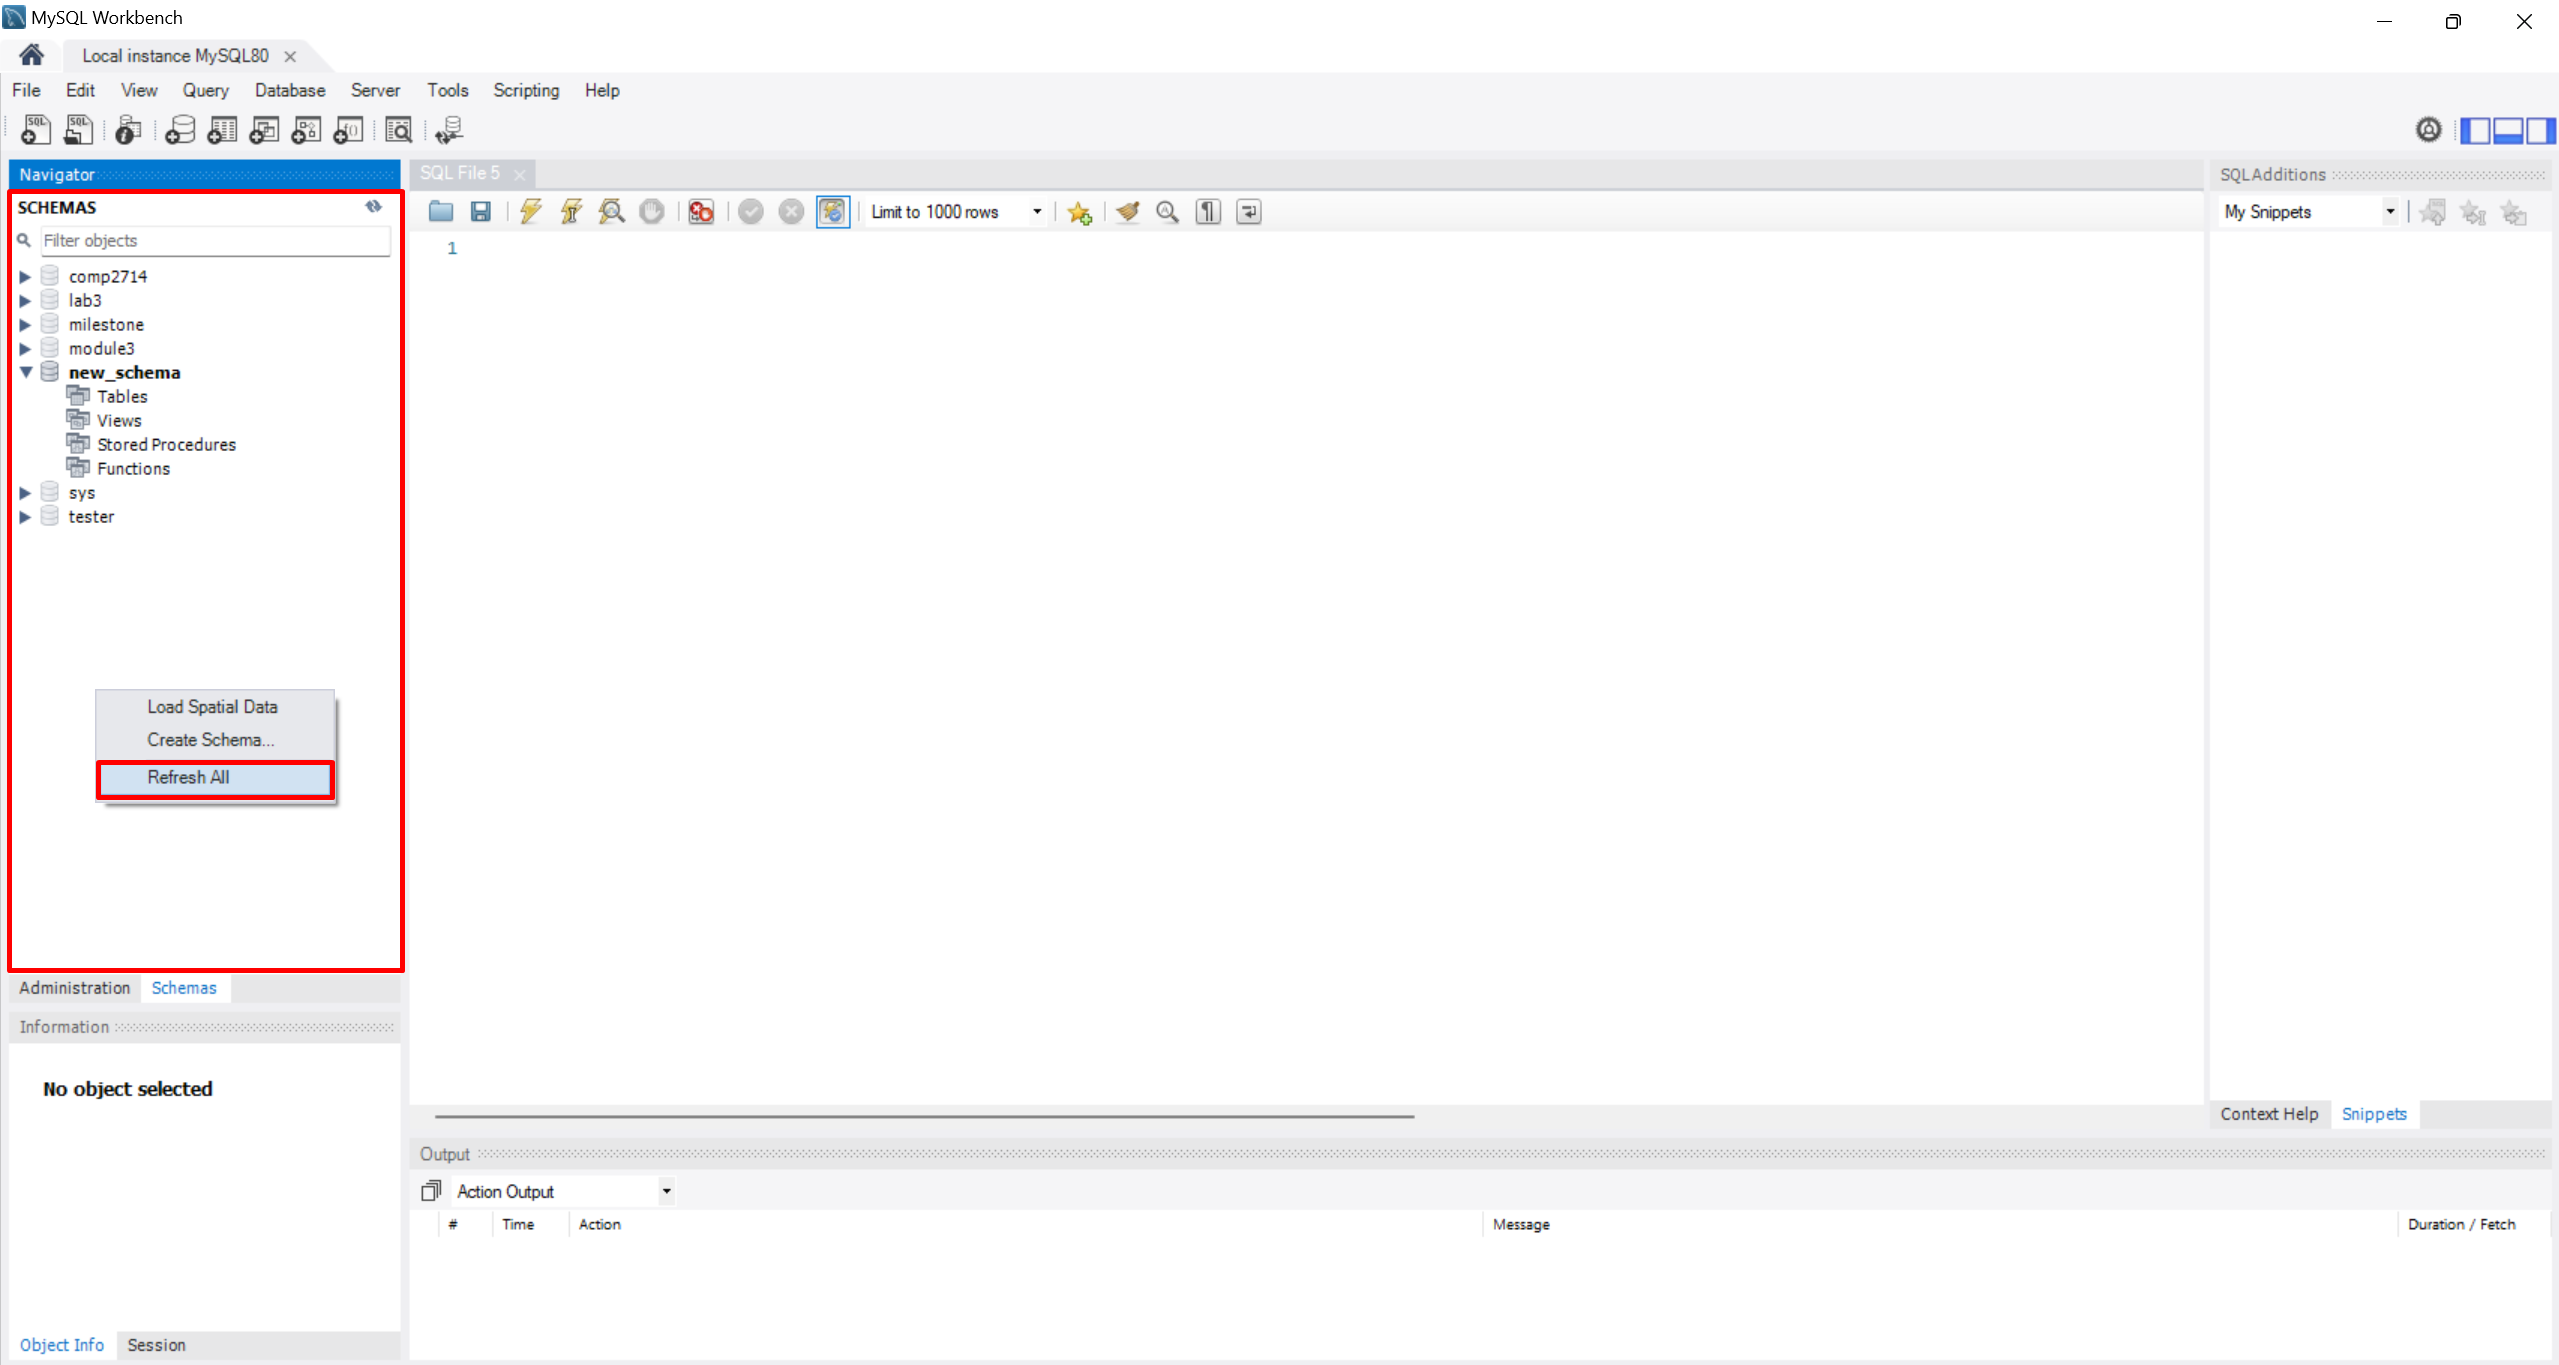 MySQL Workbench
Local instance MySQL80
File Edit View Query Database Server Tools Scripting Help
Navigator
SCHEMAS
Filter objects
comp2714
lab3
milestone
module3
new_schema
Tables
Views
Stored Procedures
Functions
sys
tester
Load Spatial Data
Create Schema...
Refresh All
Administration Schemas
Information
No object selected
Object Info Session
SQL File 5
Limit to 1000 rows
1
Output
Action Output
# Time Action Message Duration / Fetch
SQLAdditions
My Snippets
Context Help Snippets